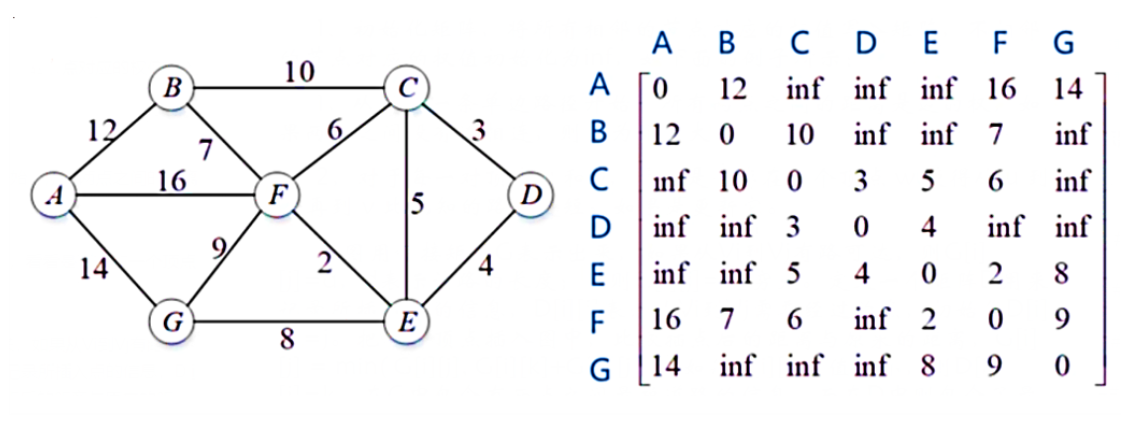 10
B
C
12
7
6
3
A
16
F
5
D
14
9
2
4
G
8
E
A B C D E F G
A 0 12 inf inf inf 16 14
B 12 0 10 inf inf 7 inf
C inf 10 0 3 5 6 inf
D inf inf 3 0 4 inf inf
E inf inf 5 4 0 2 8
F 16 7 6 inf 2 0 9
G 14 inf inf inf 8 9 0